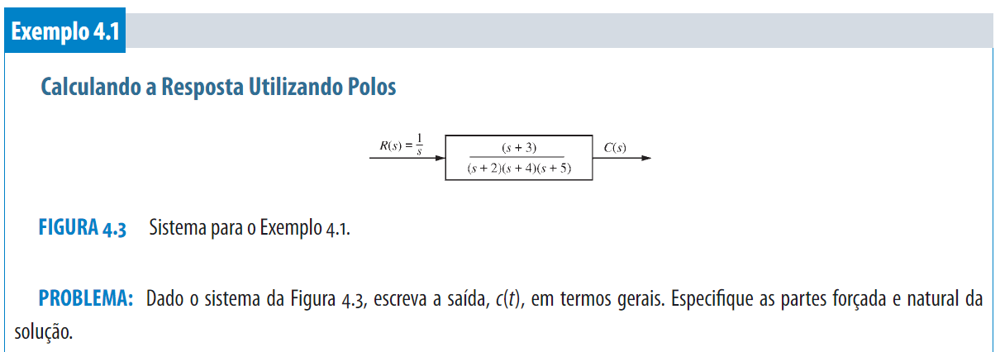 Exemplo 4.1
Calculando a Resposta Utilizando Polos
R(s) = 1/s
(s + 3)
(s + 2)(s + 4)(s + 5)
C(s)
FIGURA 4.3 Sistema para o Exemplo 4.1.
PROBLEMA: Dado o sistema da Figura 4.3, escreva a saída, c(t), em termos gerais. Especifique as partes forçada e natural da
solução.